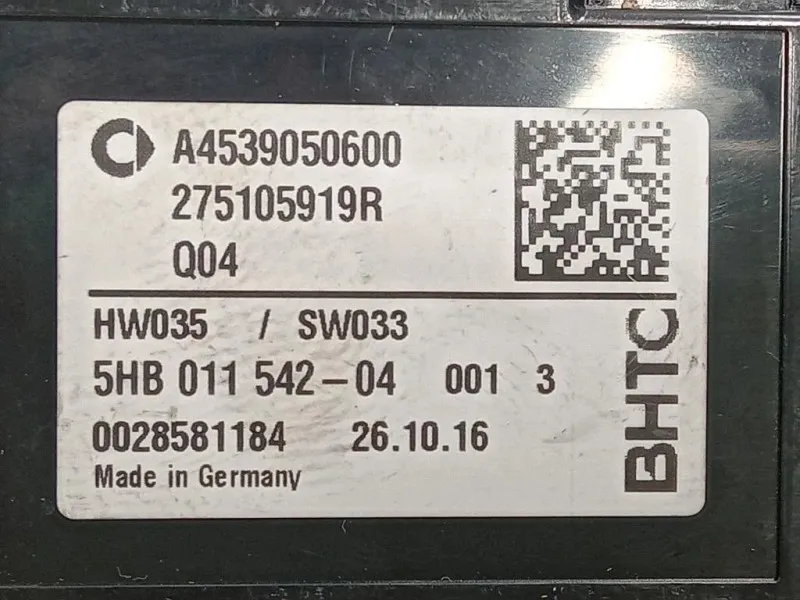 A4539050600
275105919R
Q04
HW035 / SW033
5HB 011 542-04 001 3
0028581184 26.10.16
Made in Germany
BHTC